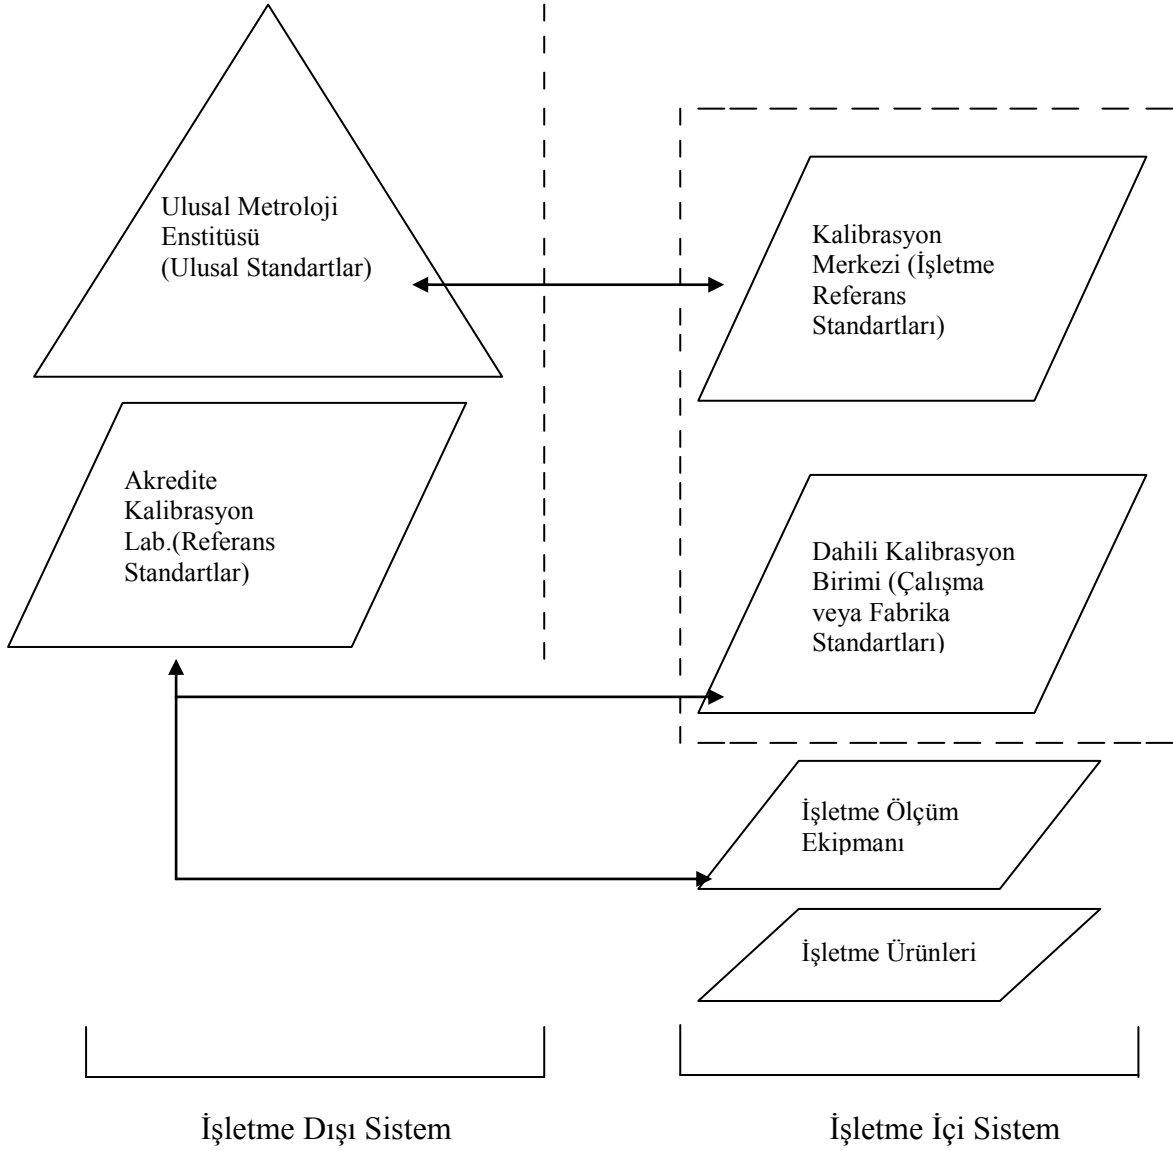 Ulusal Metroloji
Enstitüsü
(Ulusal Standartlar)
Kalibrasyon
Merkezi (İşletme
Referans
Standartları)
Akredite
Kalibrasyon
Lab.(Referans
Standartlar)
Dahili Kalibrasyon
Birimi (Çalışma
veya Fabrika
Standartları)
İşletme Ölçüm
Ekipmanı
İşletme Ürünleri
İşletme Dışı Sistem
İşletme İçi Sistem